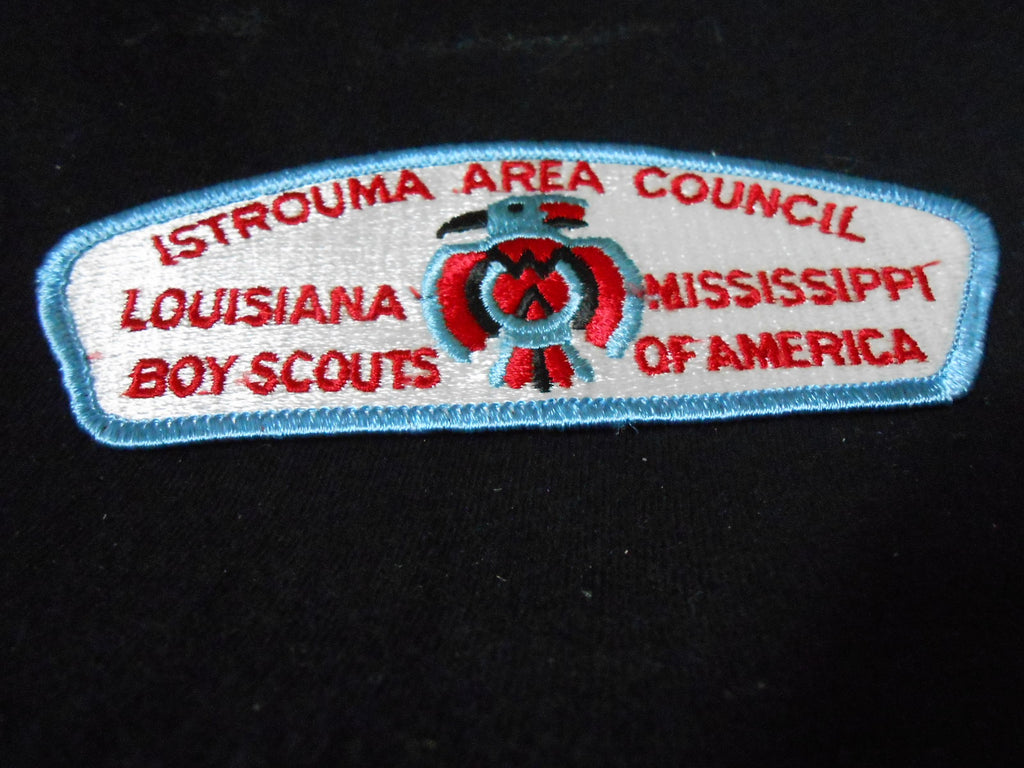 ISTROUMA AREA COUNCIL
LOUISIANA MISSISSIPPI
BOY SCOUTS OF AMERICA